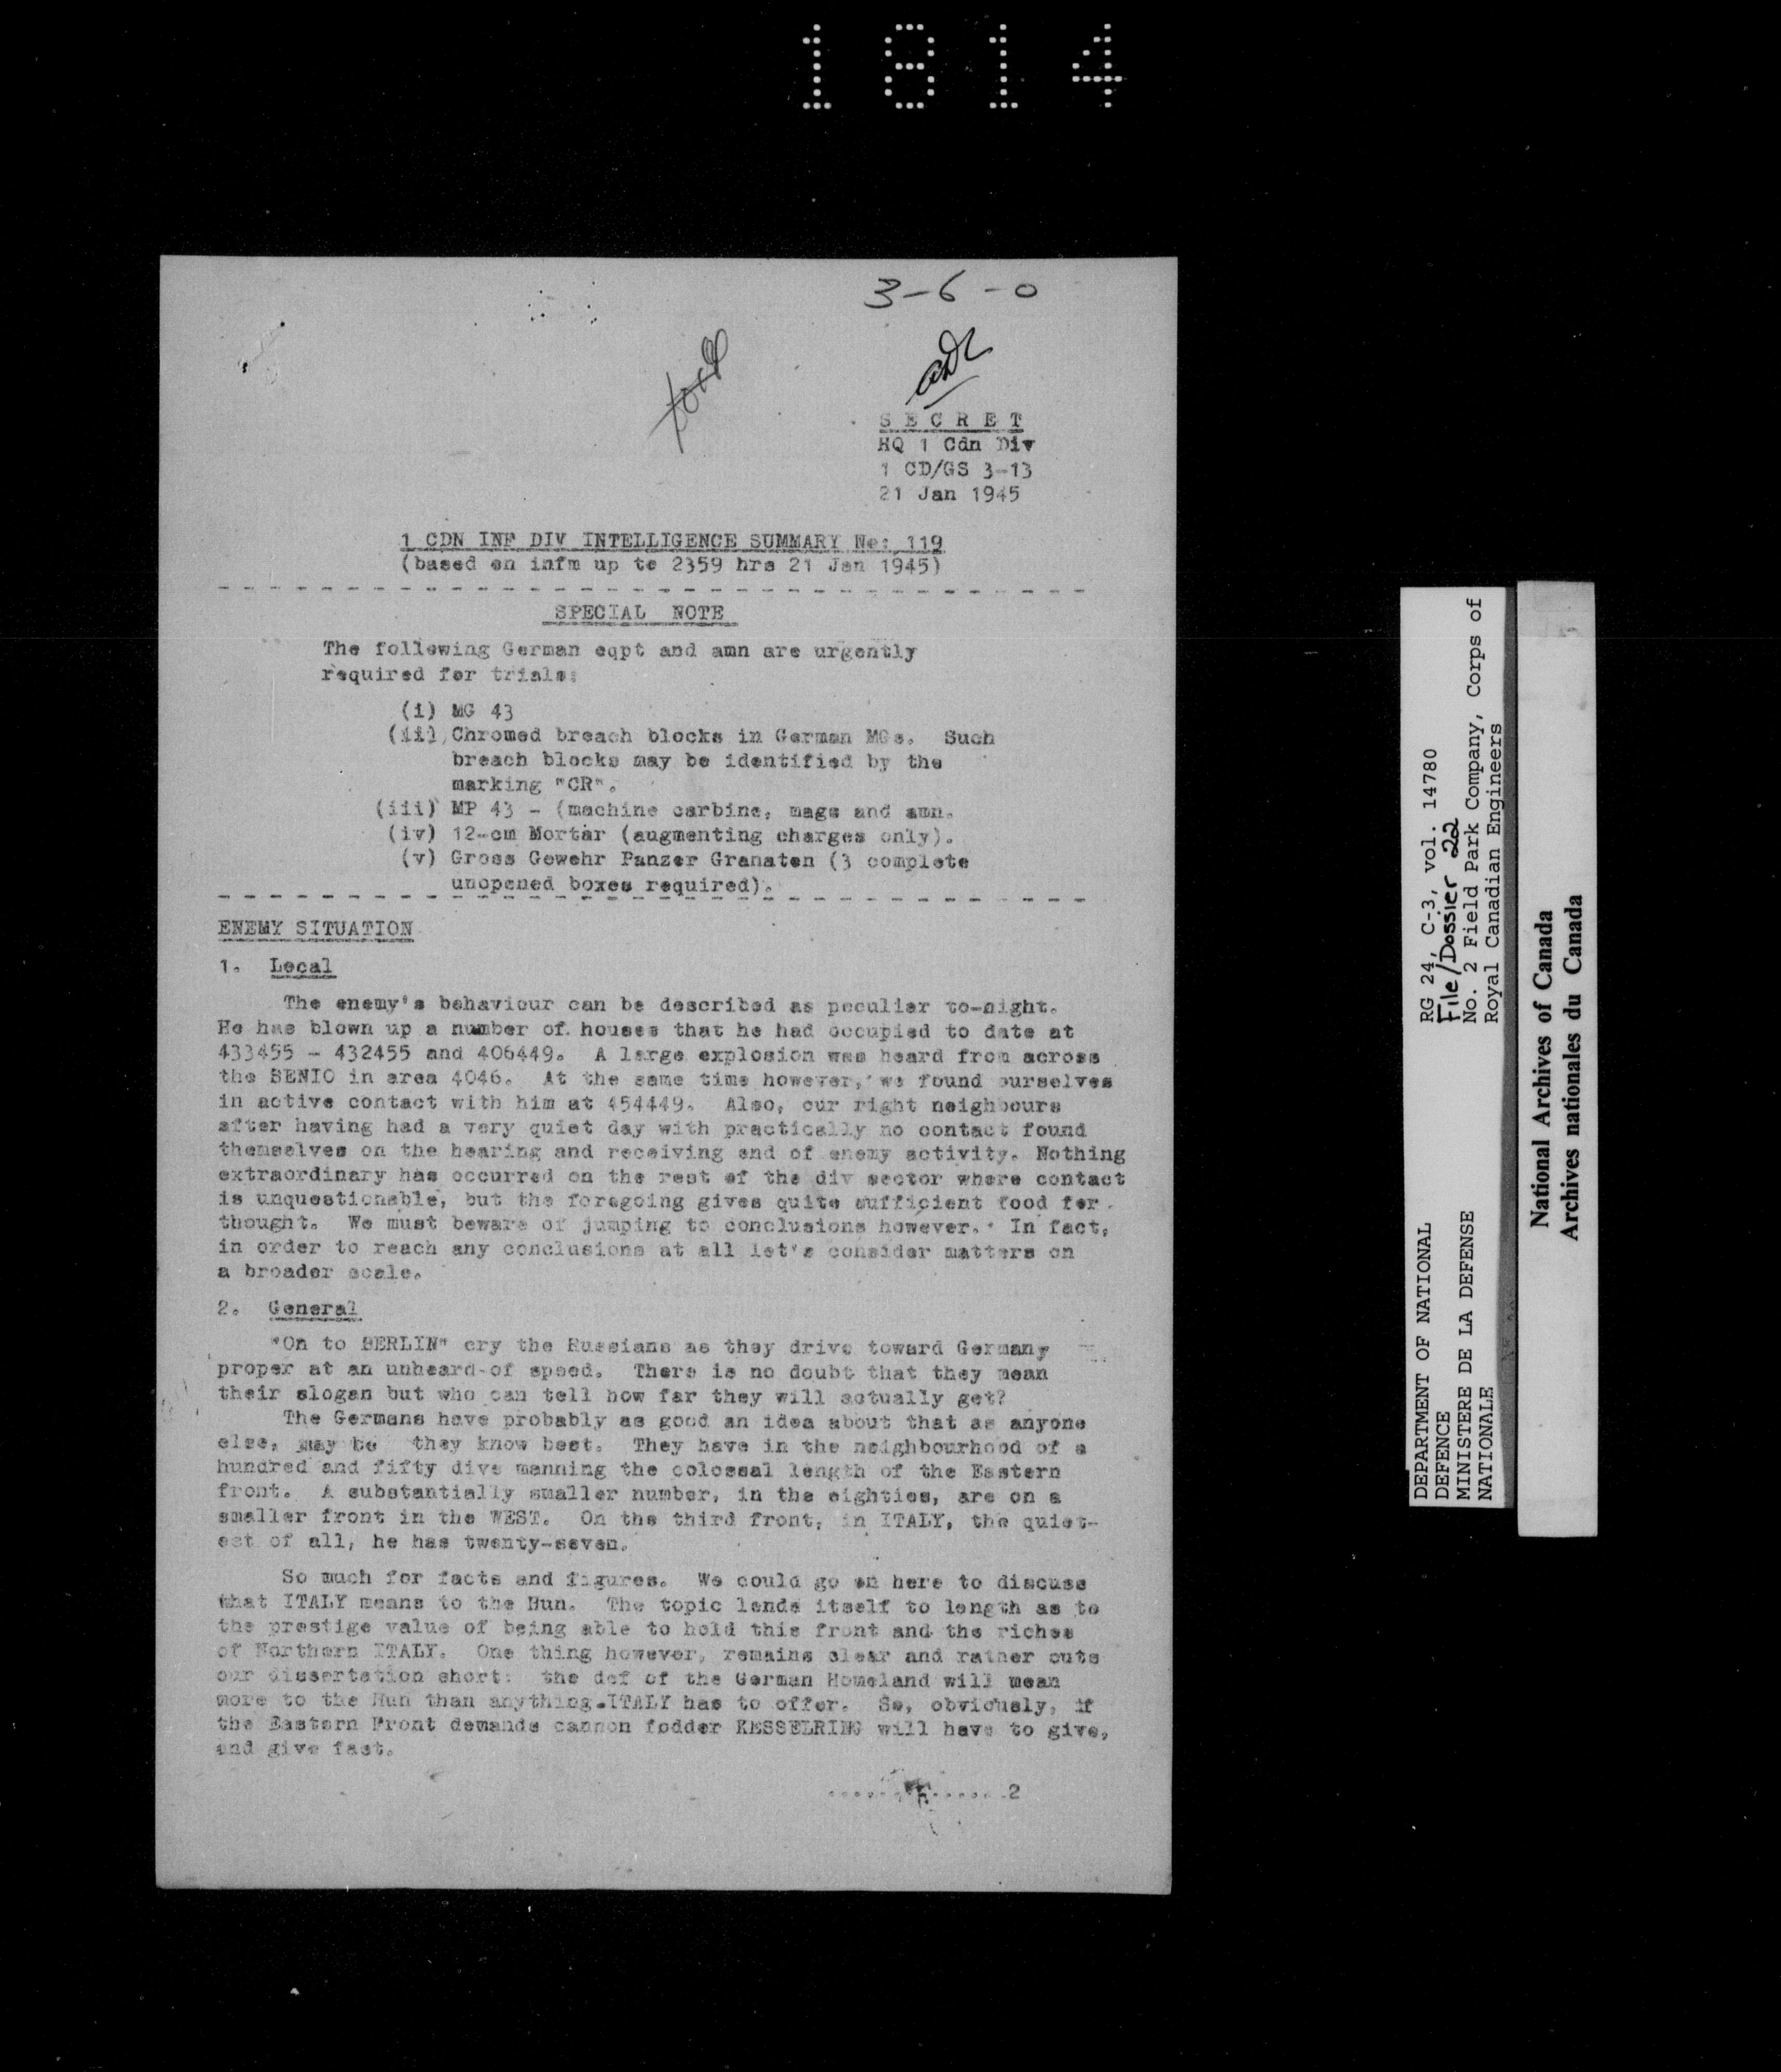 1814
3-6-0
S E C R E T
HQ 1 Cdn Div
1 CD/GS 3-13
21 Jan 1945
1 CDN INF DIV INTELLIGENCE SUMMARY No: 119
(based on infm up to 2359 hrs 21 Jan 1945)
SPECIAL NOTE
The following German eqpt and amn are urgently
required for trials:
(i) MG 43
(ii) Chromed breach blocks in German MGs. Such
breach blocks may be identified by the
marking "CR".
(iii) MP 43 - (machine carbine, mags and amn.
(iv) 12-cm Mortar (augmenting charges only).
(v) Gross Gewehr Panzer Granaten (3 complete
unopened boxes required).
ENEMY SITUATION
1. Local
The enemy's behaviour can be described as peculiar to-night.
He has blown up a number of houses that he had occupied to date at
433455 - 432455 and 406449. A large explosion was heard from across
the SENIO in area 4046. At the same time however, we found ourselves
in active contact with him at 454449. Also, our right neighbours
after having had a very quiet day with practically no contact found
themselves on the hearing and receiving end of enemy activity. Nothing
extraordinary has occurred on the rest of the div sector where contact
is unquestionable, but the foregoing gives quite sufficient food for
thought. We must beware of jumping to conclusions however. In fact,
in order to reach any conclusions at all let's consider matters on
a broader scale.
2. General
"On to BERLIN" cry the Russians as they drive toward Germany
proper at an unheard-of speed. There is no doubt that they mean
their slogan but who can tell how far they will actually get?
The Germans have probably as good an idea about that as anyone
else, may be they know best. They have in the neighbourhood of a
hundred and fifty divs manning the colossal length of the Eastern
front. A substantially smaller number, in the eighties, are on a
smaller front in the WEST. On the third front, in ITALY, the quiet-
est of all, he has twenty-seven.
So much for facts and figures. We could go on here to discuss
what ITALY means to the Hun. The topic lends itself to length as to
the prestige value of being able to hold this front and the riches
of Northern ITALY. One thing however, remains clear and rather cuts
our dissertation short: the def of the German Homeland will mean
more to the Hun than anything ITALY has to offer. So, obviously, if
the Eastern Front demands cannon fodder KESSELRING will have to give,
and give fast.
..............2
DEPARTMENT OF NATIONAL
DEFENCE
MINISTERE DE LA DEFENSE
NATIONALE
RG 24, C-3, vol. 14780
File/Dossier 22
No. 2 Field Park Company, Corps of
Royal Canadian Engineers
National Archives of Canada
Archives nationales du Canada